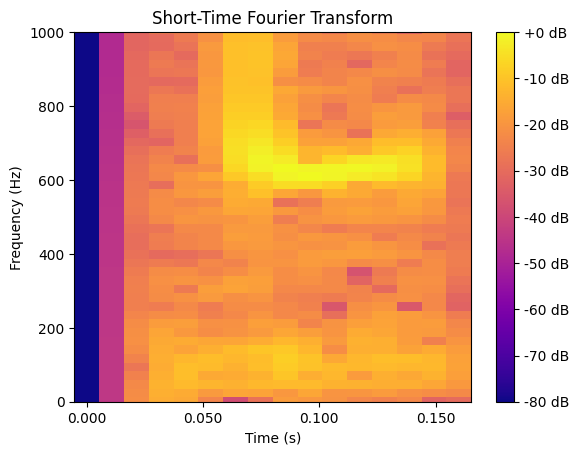 Short-Time Fourier Transform
1000
800
600
400
200
0
Frequency (Hz)
0.000
0.050
0.100
0.150
Time (s)
+0 dB
-10 dB
-20 dB
-30 dB
-40 dB
-50 dB
-60 dB
-70 dB
-80 dB